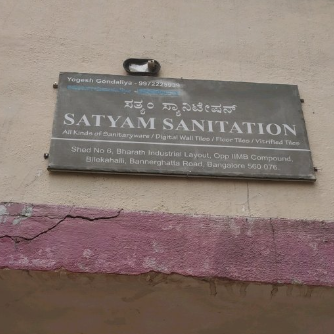 Yogesh Gondaliya -
ಸತ್ಯಂ ಸ್ಯಾನಿಟೇಷನ್
SATYAM SANITATION
All Kinds of Sanitaryware / Digital Wall Tiles / Floor Tiles / Vitrified Tiles
Shed No 6, Bharath Industrial Layout, Opp IIMB Compound,
Bilekahalli, Bannerghatta Road, Bangalore 560 076.